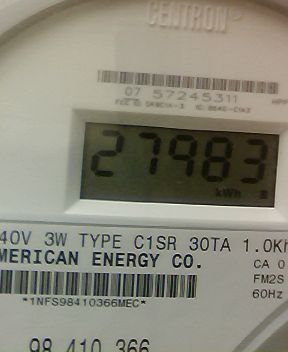 CENTRON®
07 57245311
27983
kWh
40V 3W TYPE C1SR 30TA 1.0Kh
MERICAN ENERGY CO.
CA 0
FM2S
*1NFS98410366MEC*
60Hz
98 410 366